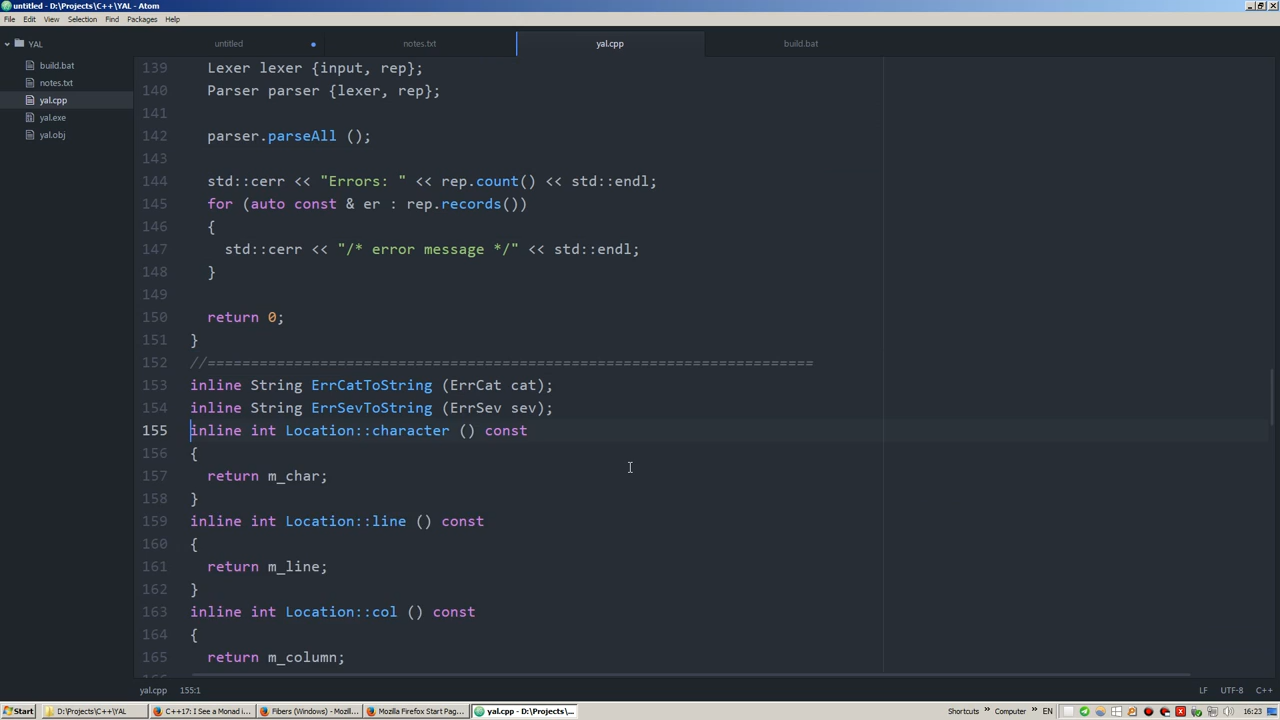 untitled - D:\Projects\C++\YAL - Atom
File Edit View Selection Find Packages Help
YAL
build.bat
notes.txt
yal.cpp
yal.exe
yal.obj
untitled notes.txt yal.cpp build.bat
139 Lexer lexer {input, rep};
140 Parser parser {lexer, rep};
141
142 parser.parseAll ();
143
144 std::cerr << "Errors: " << rep.count() << std::endl;
145 for (auto const & er : rep.records())
146 {
147 std::cerr << "/* error message */" << std::endl;
148 }
149
150 return 0;
151 }
152 //======================================================================
153 inline String ErrCatToString (ErrCat cat);
154 inline String ErrSevToString (ErrSev sev);
155 inline int Location::character () const
156 {
157 return m_char;
158 }
159 inline int Location::line () const
160 {
161 return m_line;
162 }
163 inline int Location::col () const
164 {
165 return m_column;
yal.cpp 155:1 LF UTF-8 C++
Start D:\Projects\C++\YAL C++17: I See a Monad i... Fibers (Windows) - Mozill... Mozilla Firefox Start Pag... yal.cpp - D:\Projects\... Shortcuts » Computer » EN 16:23